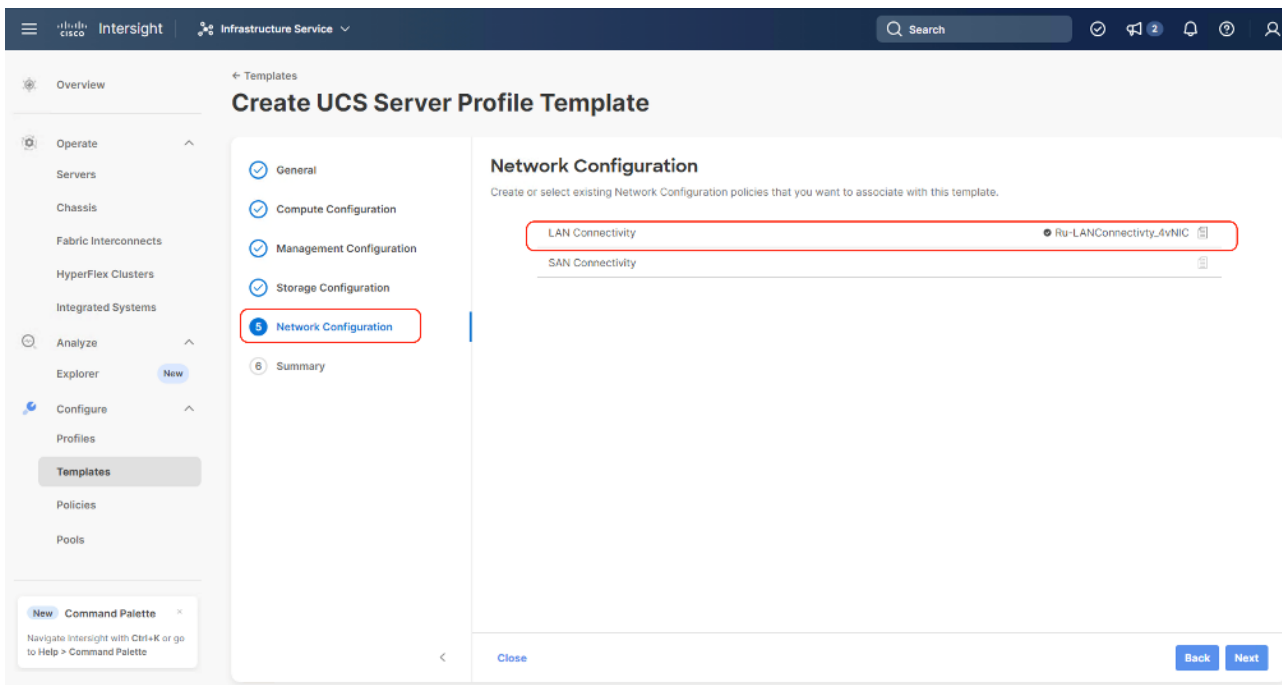 cisco Intersight
Infrastructure Service
Search
2
Overview
Operate
Servers
Chassis
Fabric Interconnects
HyperFlex Clusters
Integrated Systems
Analyze
Explorer New
Configure
Profiles
Templates
Policies
Pools
New Command Palette ×
Navigate Intersight with Ctrl+K or go
to Help > Command Palette
← Templates
Create UCS Server Profile Template
General
Compute Configuration
Management Configuration
Storage Configuration
5 Network Configuration
6 Summary
Network Configuration
Create or select existing Network Configuration policies that you want to associate with this template.
LAN Connectivity Ru-LANConnectivty_4vNIC
SAN Connectivity
Close
Back
Next